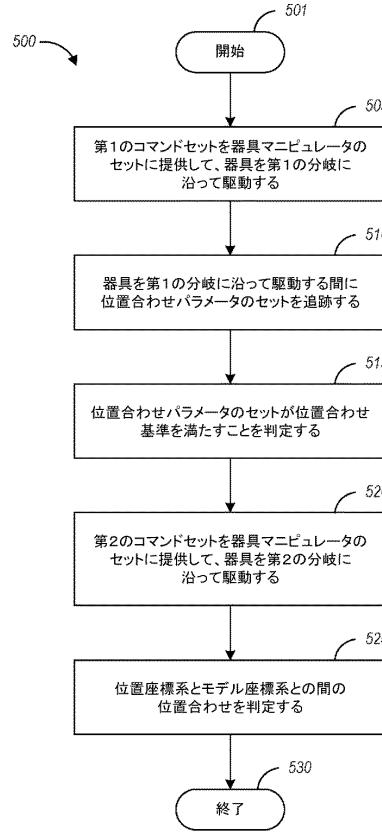 500
501
開始
第1のコマンドセットを器具マニピュレータの
セットに提供して、器具を第1の分岐に
沿って駆動する
器具を第1の分岐に沿って駆動する間に
位置合わせパラメータのセットを追跡する
位置合わせパラメータのセットが位置合わせ
基準を満たすことを判定する
第2のコマンドセットを器具マニピュレータの
セットに提供して、器具を第2の分岐に
沿って駆動する
位置座標系とモデル座標系との間の
位置合わせを判定する
530
終了